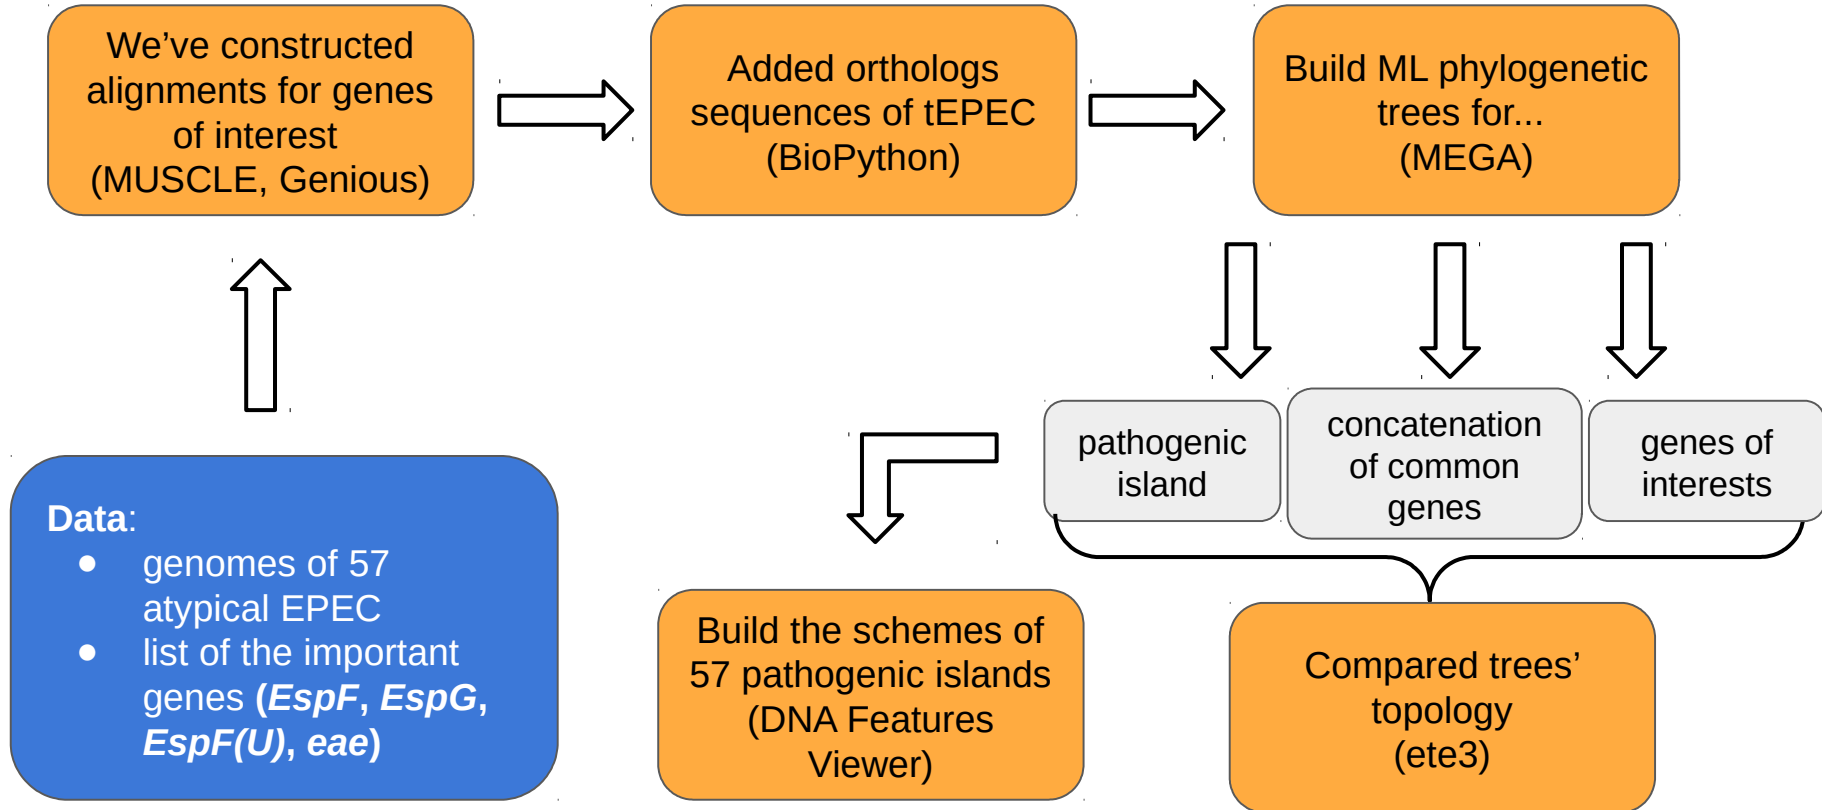 We've constructed
alignments for genes
of interest
(MUSCLE, Genious)
Added orthologs
sequences of tEPEC
(BioPython)
Build ML phylogenetic
trees for...
(MEGA)
pathogenic
island
concatenation
of common
genes
genes of
interests
Data:
● genomes of 57
atypical EPEC
● list of the important
genes (EspF, EspG,
EspF(U), eae)
Build the schemes of
57 pathogenic islands
(DNA Features
Viewer)
Compared trees'
topology
(ete3)